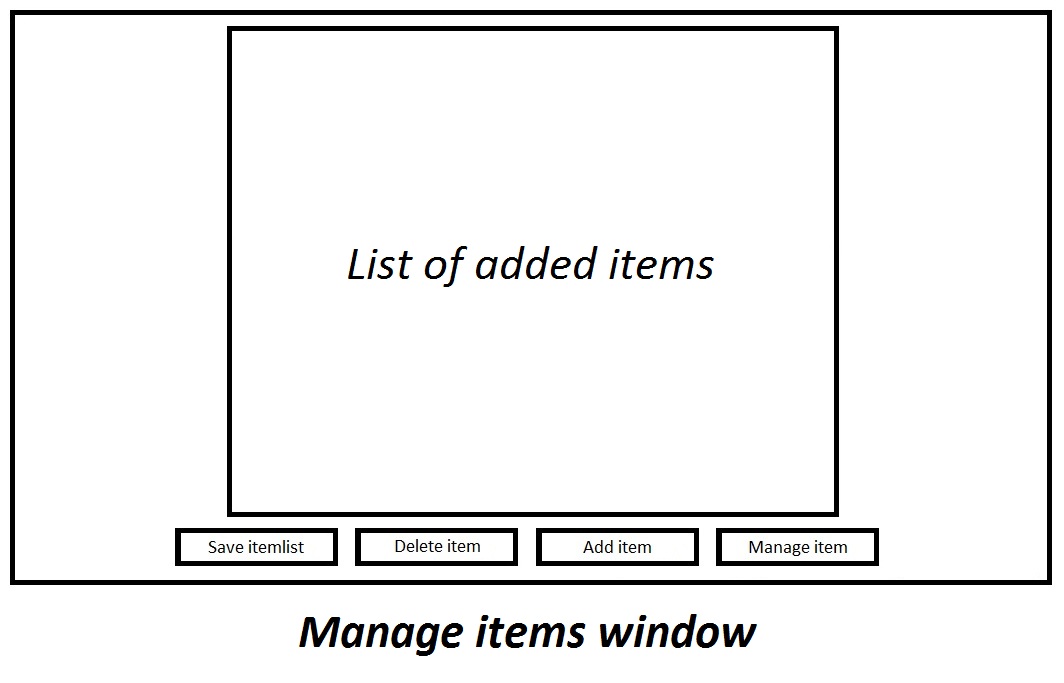 List of added items
Save itemlist
Delete item
Add item
Manage item
Manage items window